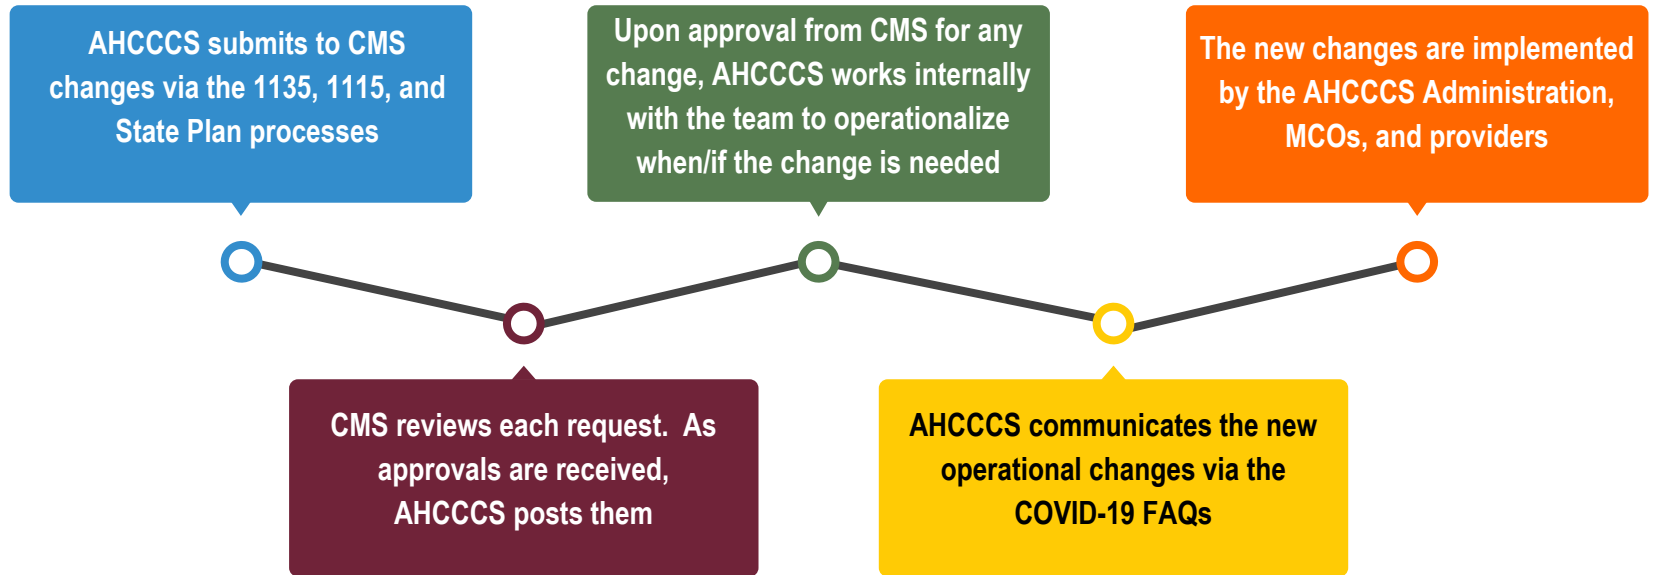 AHCCCS submits to CMS
changes via the 1135, 1115, and
State Plan processes
CMS reviews each request.  As
approvals are received,
AHCCCS posts them
Upon approval from CMS for any
change, AHCCCS works internally
with the team to operationalize
when/if the change is needed
AHCCCS communicates the new
operational changes via the
COVID-19 FAQs
The new changes are implemented
by the AHCCCS Administration,
MCOs, and providers